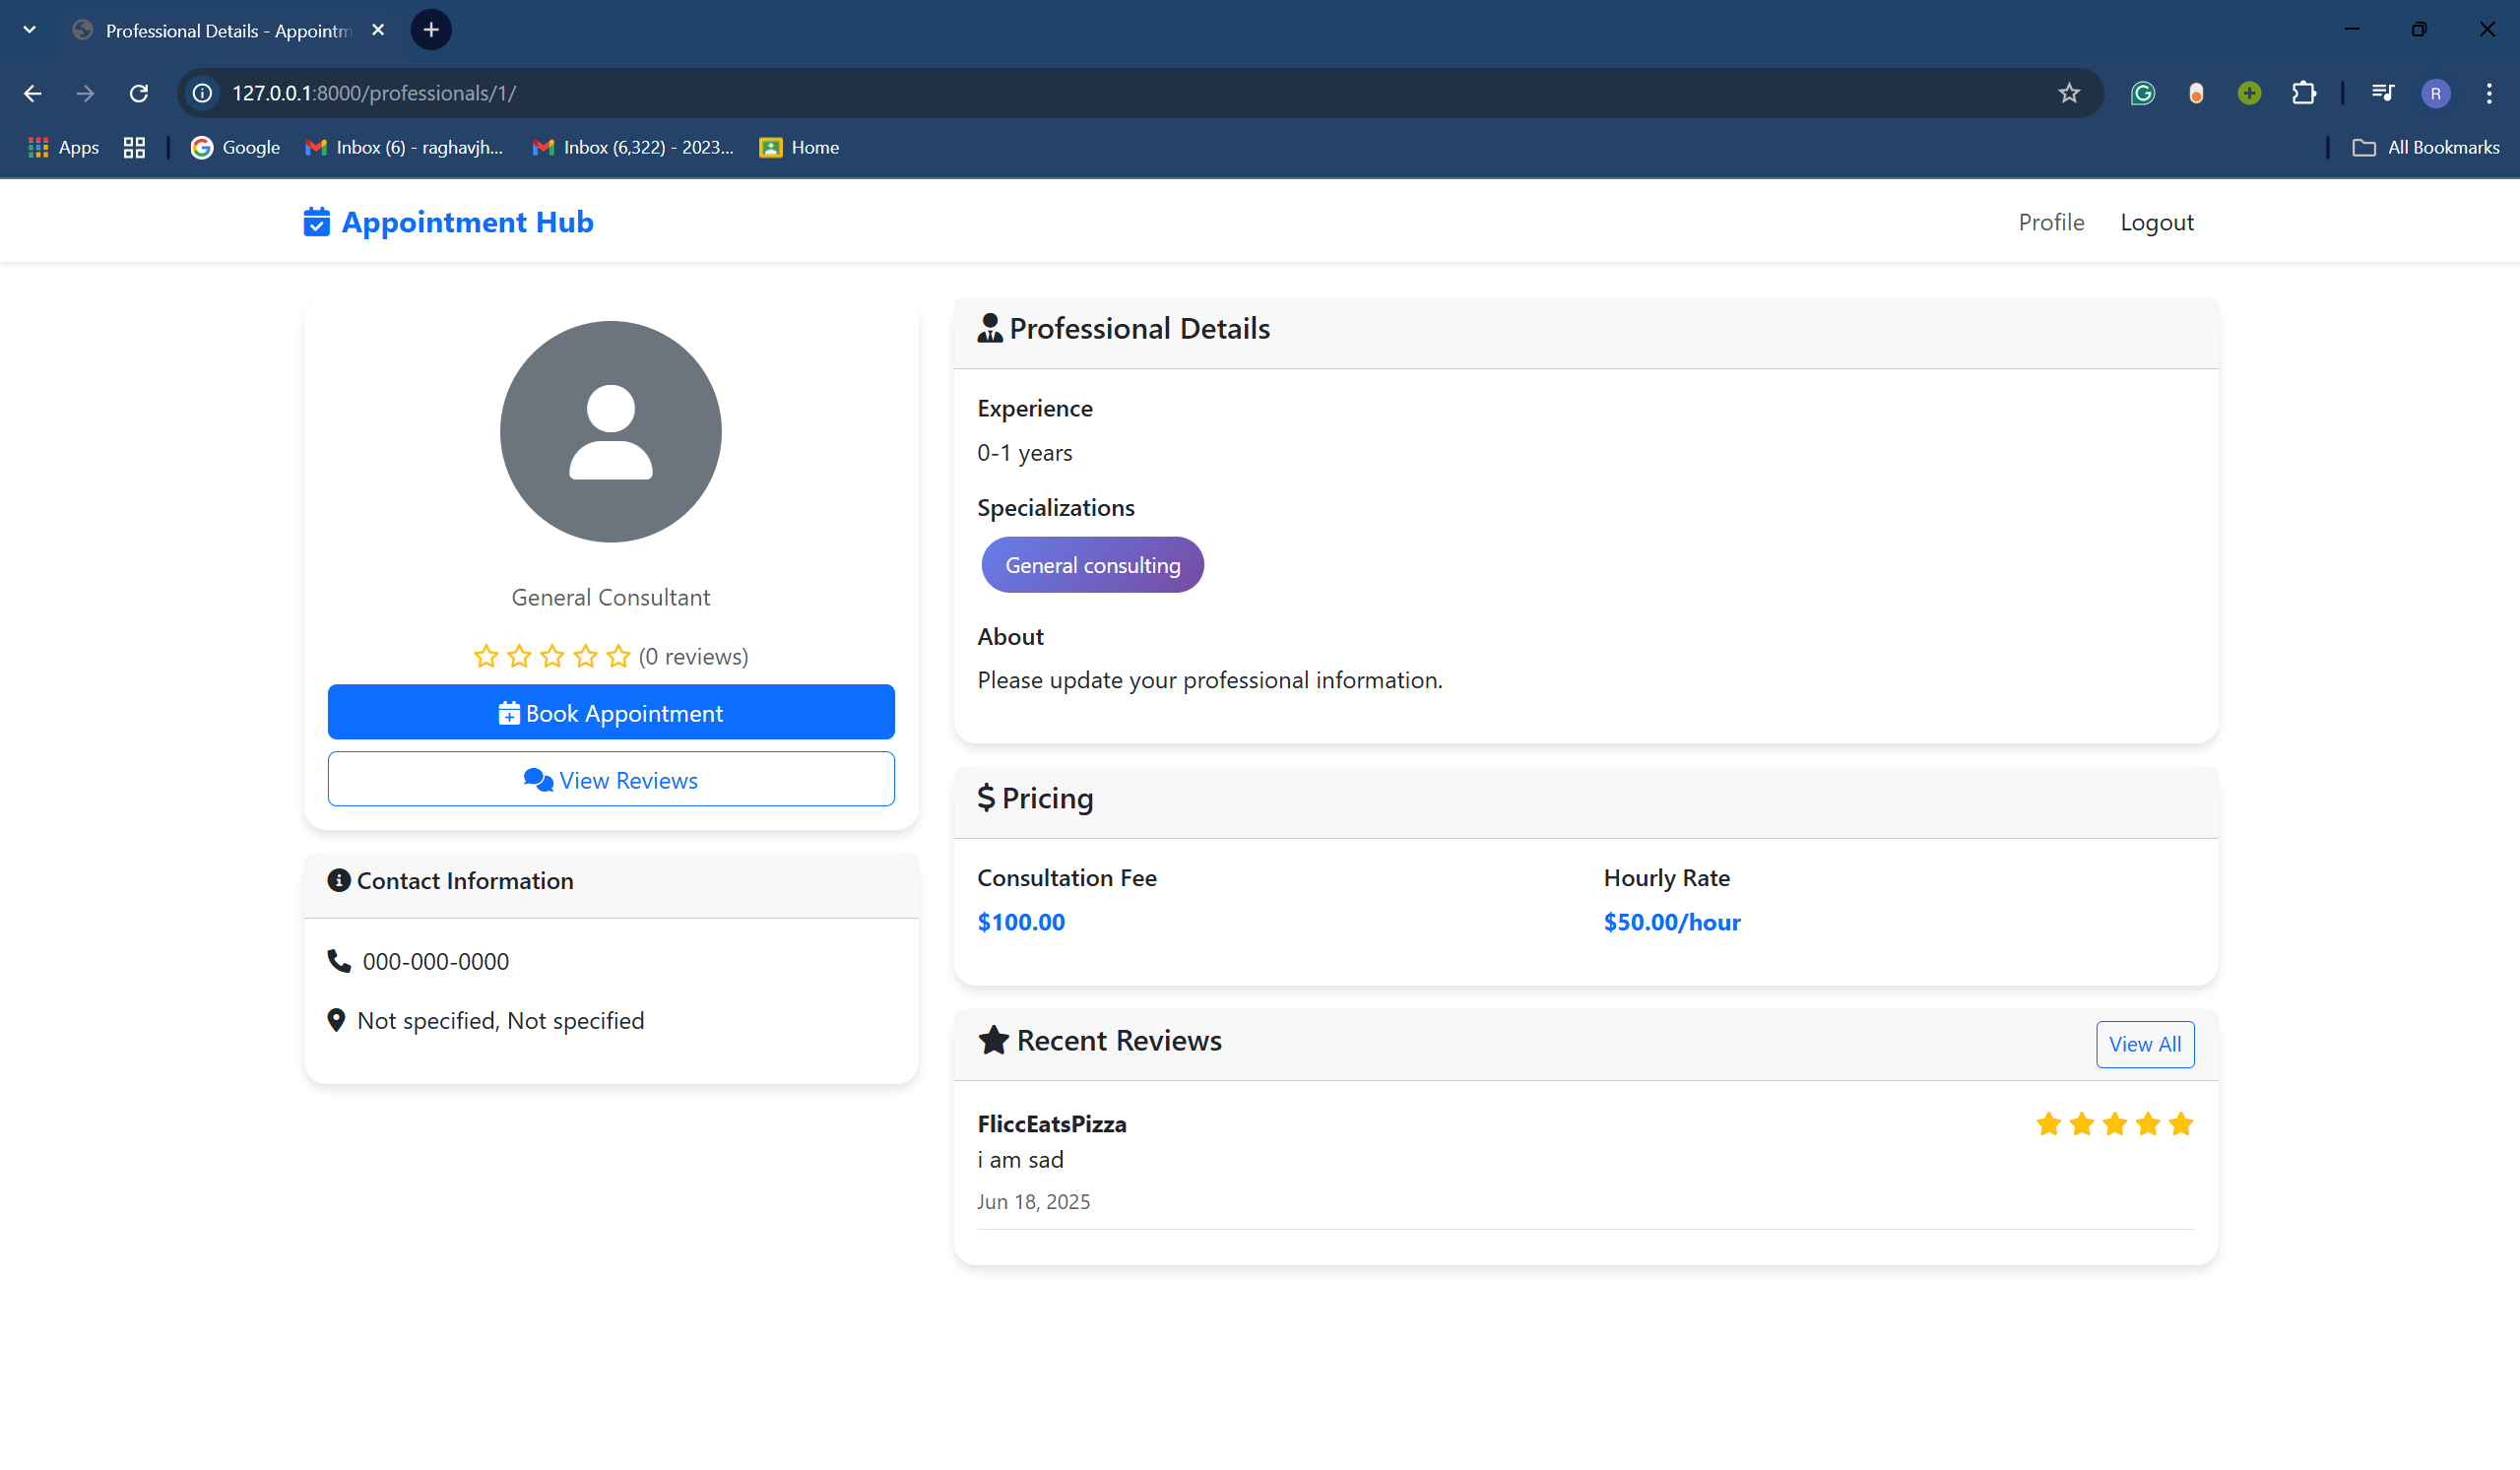 Professional Details - Appointm
127.0.0.1:8000/professionals/1/
R
Apps
Google
Inbox (6) - raghavjh...
Inbox (6,322) - 2023...
Home
All Bookmarks
Appointment Hub
Profile
Logout
General Consultant
(0 reviews)
Book Appointment
View Reviews
Contact Information
000-000-0000
Not specified, Not specified
Professional Details
Experience
0-1 years
Specializations
General consulting
About
Please update your professional information.
$ Pricing
Consultation Fee
$100.00
Hourly Rate
$50.00/hour
Recent Reviews
View All
FliccEatsPizza
i am sad
Jun 18, 2025